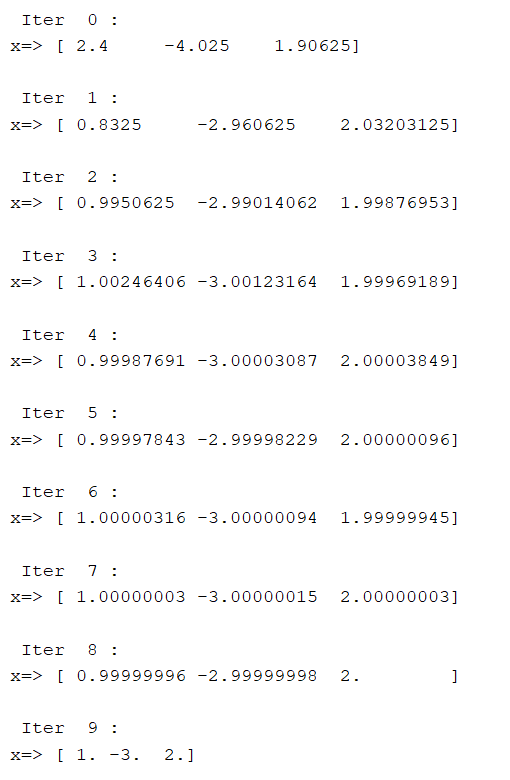 Iter  0 :
x=> [ 2.4     -4.025    1.90625]
Iter  1 :
x=> [ 0.8325     -2.960625    2.03203125]
Iter  2 :
x=> [ 0.9950625  -2.99014062  1.99876953]
Iter  3 :
x=> [ 1.00246406 -3.00123164  1.99969189]
Iter  4 :
x=> [ 0.99987691 -3.00003087  2.00003849]
Iter  5 :
x=> [ 0.99997843 -2.99998229  2.00000096]
Iter  6 :
x=> [ 1.00000316 -3.00000094  1.99999945]
Iter  7 :
x=> [ 1.00000003 -3.00000015  2.00000003]
Iter  8 :
x=> [ 0.99999996 -2.99999998  2.        ]
Iter  9 :
x=> [ 1. -3.  2.]